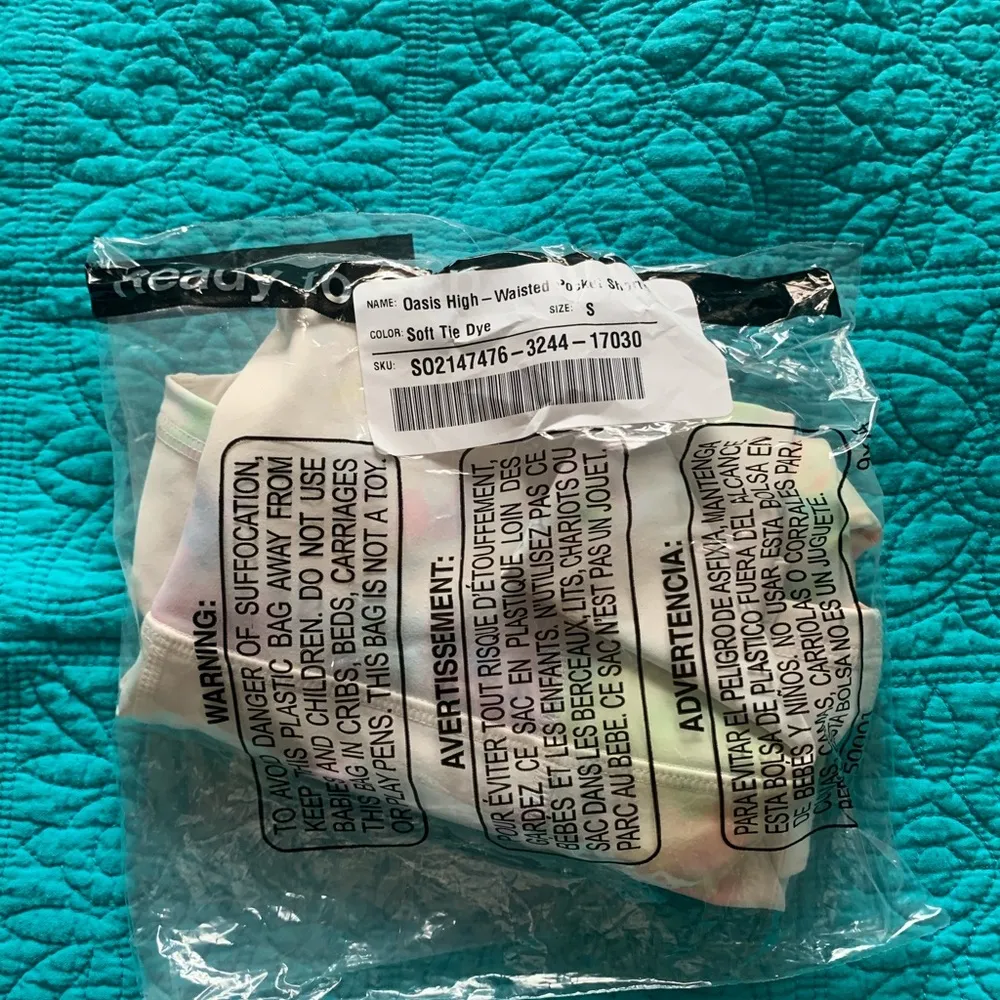 Ready to
NAME: Oasis High-Waisted Pocket Short
SIZE: S
COLOR: Soft Tie Dye
SKU: SO2147476-3244-17030
WARNING:
TO AVOID DANGER OF SUFFOCATION,
KEEP THIS PLASTIC BAG AWAY FROM
BABIES AND CHILDREN. DO NOT USE
THIS BAG IN CRIBS, BEDS, CARRIAGES
OR PLAY PENS. THIS BAG IS NOT A TOY.
AVERTISSEMENT:
POUR ÉVITER TOUT RISQUE D'ÉTOUFFEMENT,
GARDEZ CE SAC EN PLASTIQUE LOIN DES
BEBÉS ET LES ENFANTS. N'UTILISEZ PAS CE
SAC DANS LES BERCEAUX, LITS, CHARIOTS OU
PARC AU BEBE. CE SAC N'EST PAS UN JOUET.
ADVERTENCIA:
PARA EVITAR EL PELIGRO DE ASFIXIA, MANTENGA
ESTA BOLSA DE PLASTICO FUERA DEL ALCANCE
DE BEBES Y NIÑOS. NO USAR ESTA BOLSA EN
CUNAS, CAMAS, CARRIOLAS O CORRALES PARA
ESTA BOLSA NO ES UN JUGUETE.